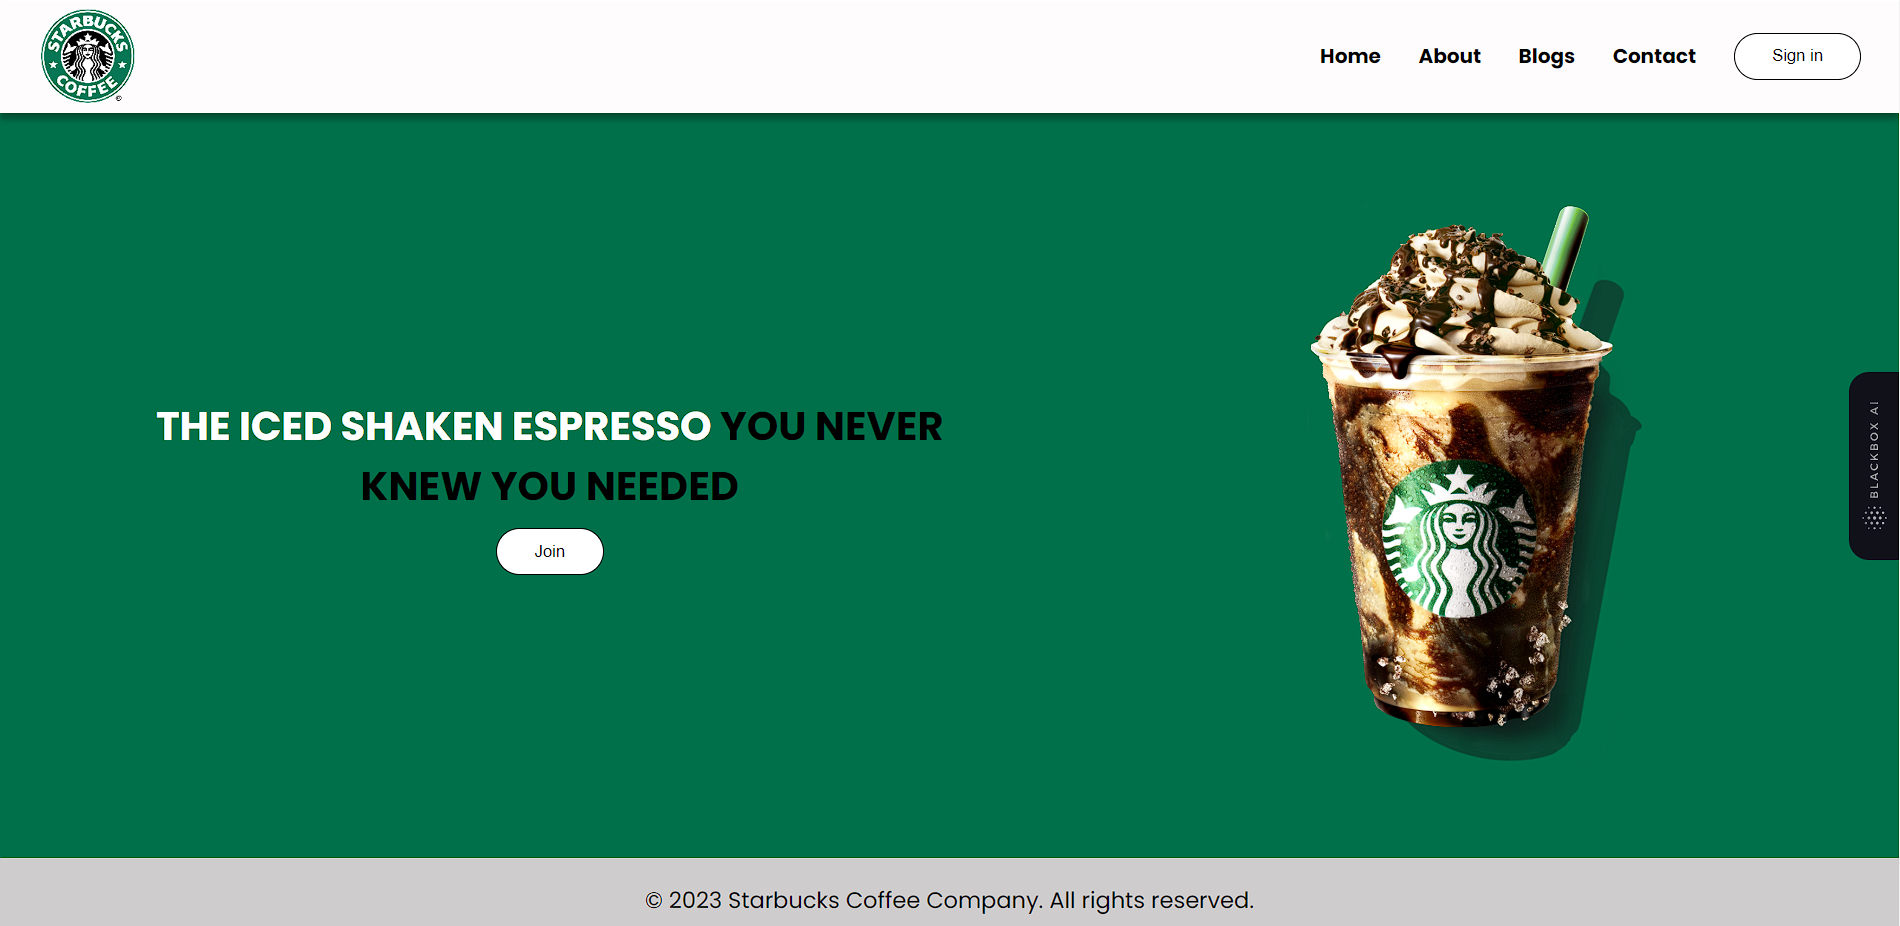 STARBUCKS
COFFEE
©
Home
About
Blogs
Contact
Sign in
THE ICED SHAKEN ESPRESSO YOU NEVER
KNEW YOU NEEDED
Join
BLACKBOX AI
© 2023 Starbucks Coffee Company. All rights reserved.